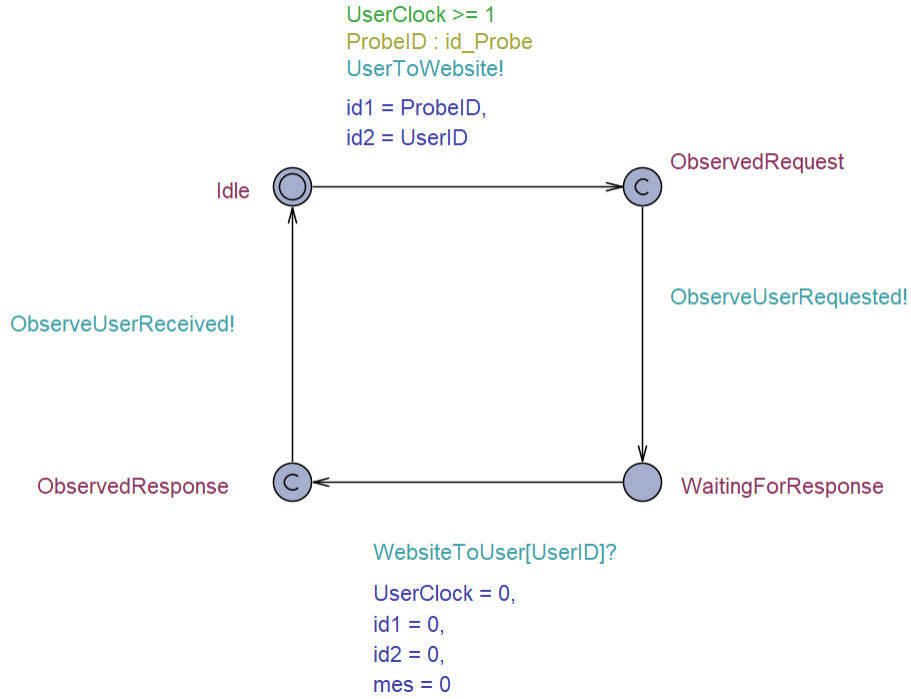 UserClock >= 1
ProbeID : id_Probe
UserToWebsite!
id1 = ProbeID,
id2 = UserID
Idle
C
ObservedRequest
ObserveUserReceived!
ObserveUserRequested!
ObservedResponse
C
WaitingForResponse
WebsiteToUser[UserID]?
UserClock = 0,
id1 = 0,
id2 = 0,
mes = 0